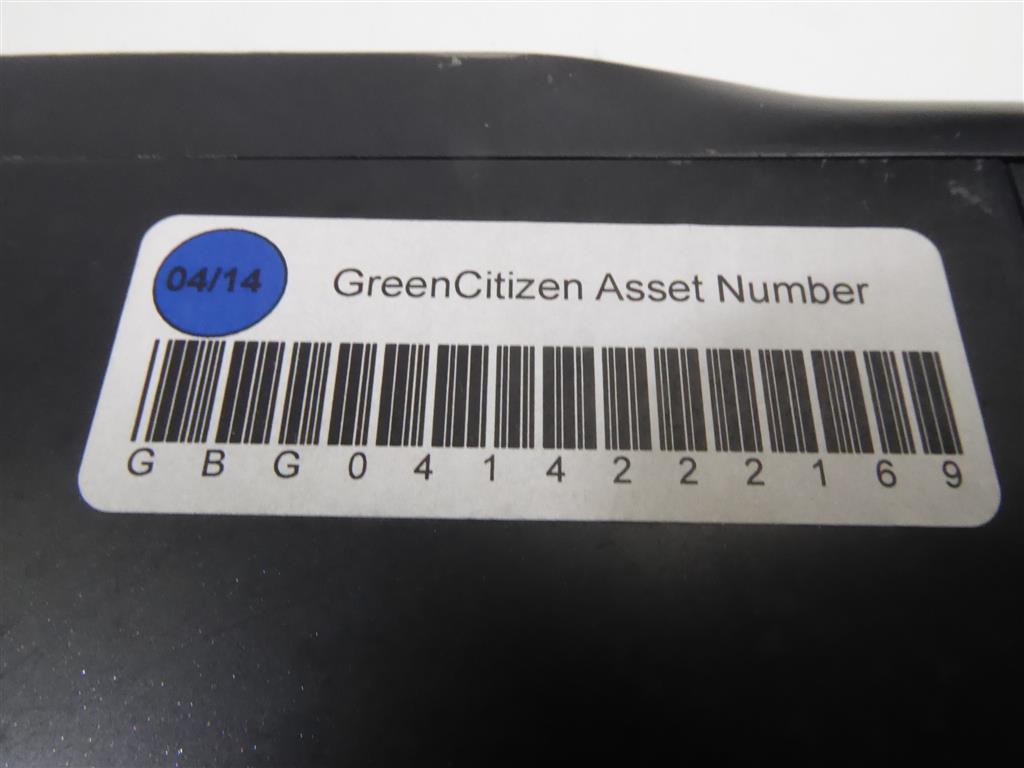 04/14
GreenCitizen Asset Number
G B G 0 4 1 4 2 2 2 1 6 9